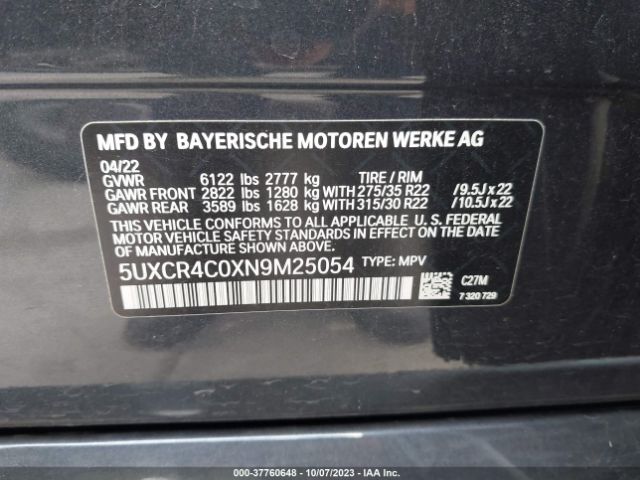 MFD BY BAYERISCHE MOTOREN WERKE AG
04/22
GVWR 6122 lbs 2777 kg TIRE / RIM
GAWR FRONT 2822 lbs 1280 kg WITH 275/35 R22 /9.5J x 22
GAWR REAR 3589 lbs 1628 kg WITH 315/30 R22 /10.5J x 22
THIS VEHICLE CONFORMS TO ALL APPLICABLE U. S. FEDERAL
MOTOR VEHICLE SAFETY STANDARDS IN EFFECT ON THE
DATE OF MANUFACTURE SHOWN ABOVE.
5UXCR4C0XN9M25054 TYPE: MPV
C27M
7 320 729
000-37760648 - 10/07/2023 - IAAI.COM